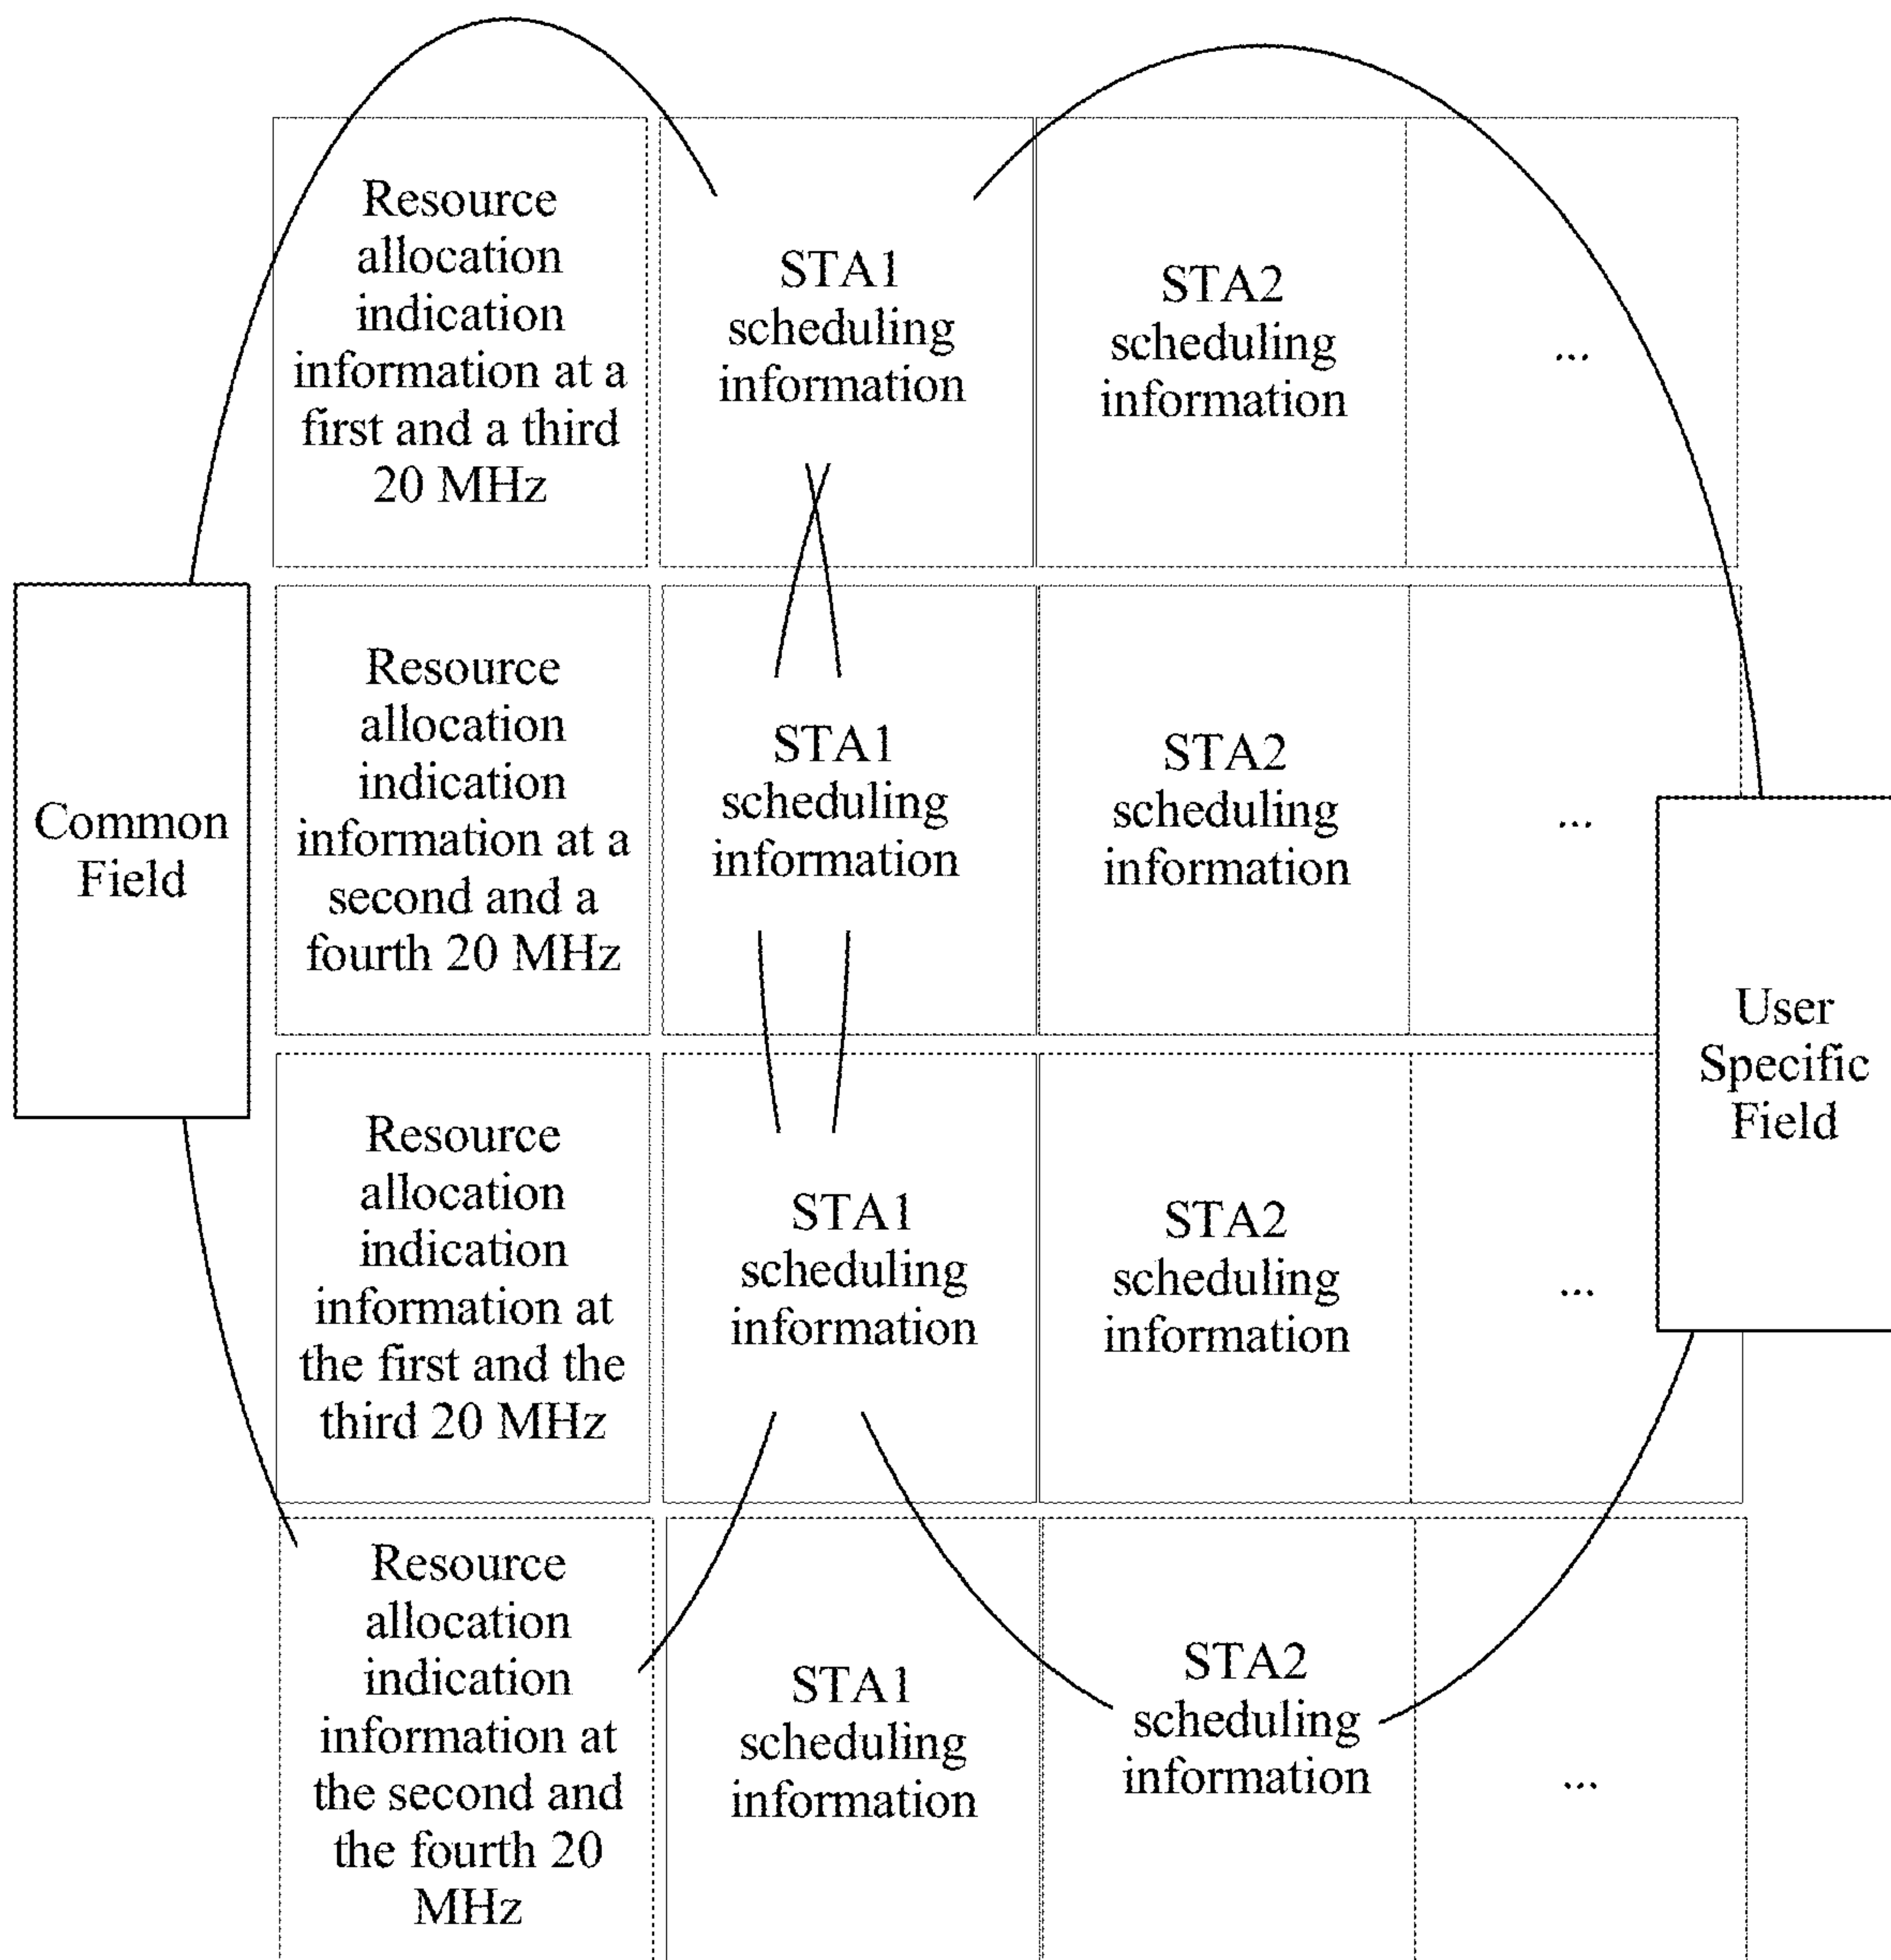 Resource
allocation
indication
information at a
first and a third
20 MHz
STA1
scheduling
information
STA2
scheduling
information
...
Common
Field
Resource
allocation
indication
information at a
second and a
fourth 20 MHz
STA1
scheduling
information
STA2
scheduling
information
...
User
Specific
Field
Resource
allocation
indication
information at
the first and the
third 20 MHz
STA1
scheduling
information
STA2
scheduling
information
...
Resource
allocation
indication
information at
the second and
the fourth 20
MHz
STA1
scheduling
information
STA2
scheduling
information
...